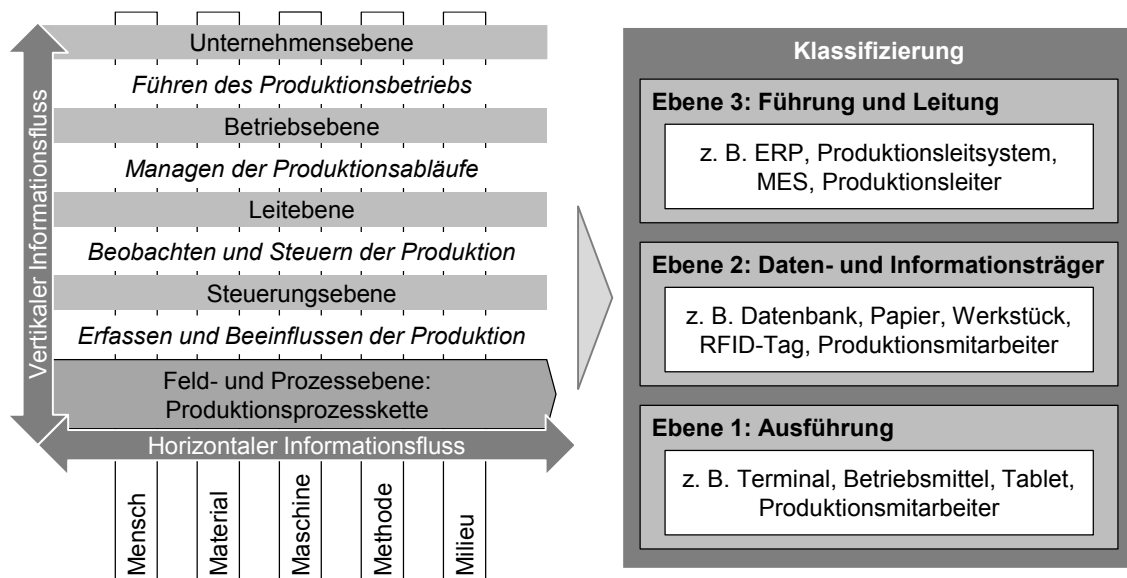 Vertikaler Informationsfluss
Unternehmensebene
Führen des Produktionsbetriebs
Betriebsebene
Managen der Produktionsabläufe
Leitebene
Beobachten und Steuern der Produktion
Steuerungsebene
Erfassen und Beeinflussen der Produktion
Feld- und Prozessebene:
Produktionsprozesskette
Horizontaler Informationsfluss
Mensch
Material
Maschine
Methode
Milieu
Klassifizierung
Ebene 3: Führung und Leitung
z. B. ERP, Produktionsleitsystem,
MES, Produktionsleiter
Ebene 2: Daten- und Informationsträger
z. B. Datenbank, Papier, Werkstück,
RFID-Tag, Produktionsmitarbeiter
Ebene 1: Ausführung
z. B. Terminal, Betriebsmittel, Tablet,
Produktionsmitarbeiter